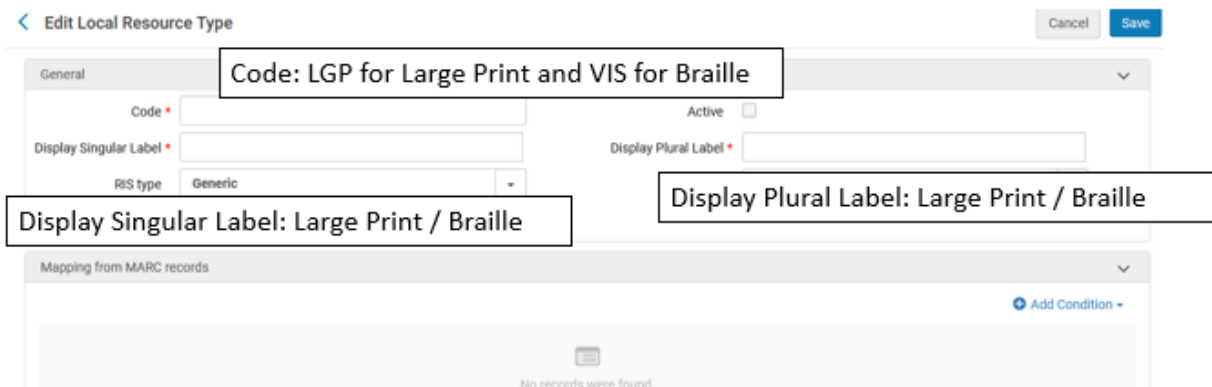 Edit Local Resource Type
Cancel
Save
General
Code: LGP for Large Print and VIS for Braille
Code *
Active
Display Singular Label *
Display Plural Label *
RIS type
Generic
Display Singular Label: Large Print / Braille
Display Plural Label: Large Print / Braille
Mapping from MARC records
Add Condition
No records were found